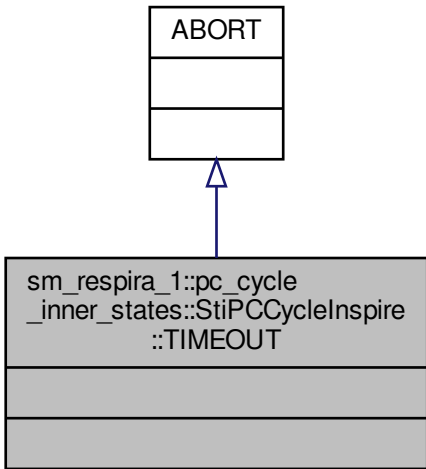 ABORT
sm_respira_1::pc_cycle
_inner_states::StiPCCycleInspire
::TIMEOUT